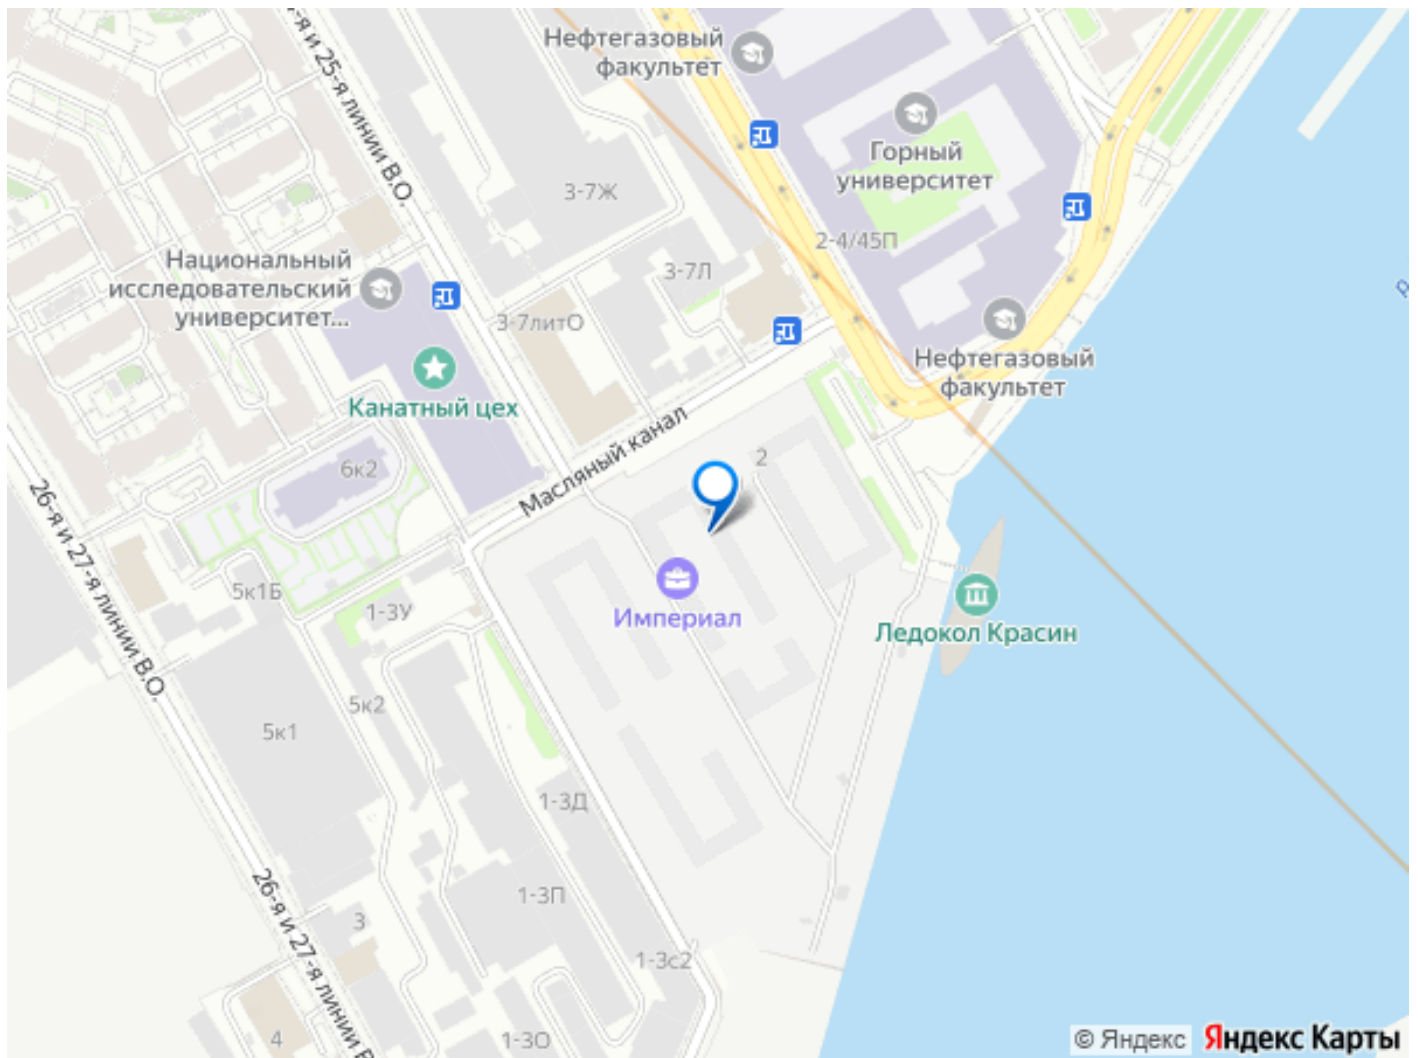 Нефтегазовый
факультет
-я и 25-я линии В.О.
Горный
университет
3-7Ж
2-4/45П
Национальный
исследовательский
университет...
3-7Л
3-7литО
Нефтегазовый
факультет
Канатный цех
Масляный канал
2
6к2
26-я и 27-я линии В.О.
5к1Б
1-3У
Империал
Ледокол Красин
5к2
5к1
1-3Д
1-3П
26-я и 27-я линии В
3
1-3с2
4
1-3О
© Яндекс
Яндекс Карты